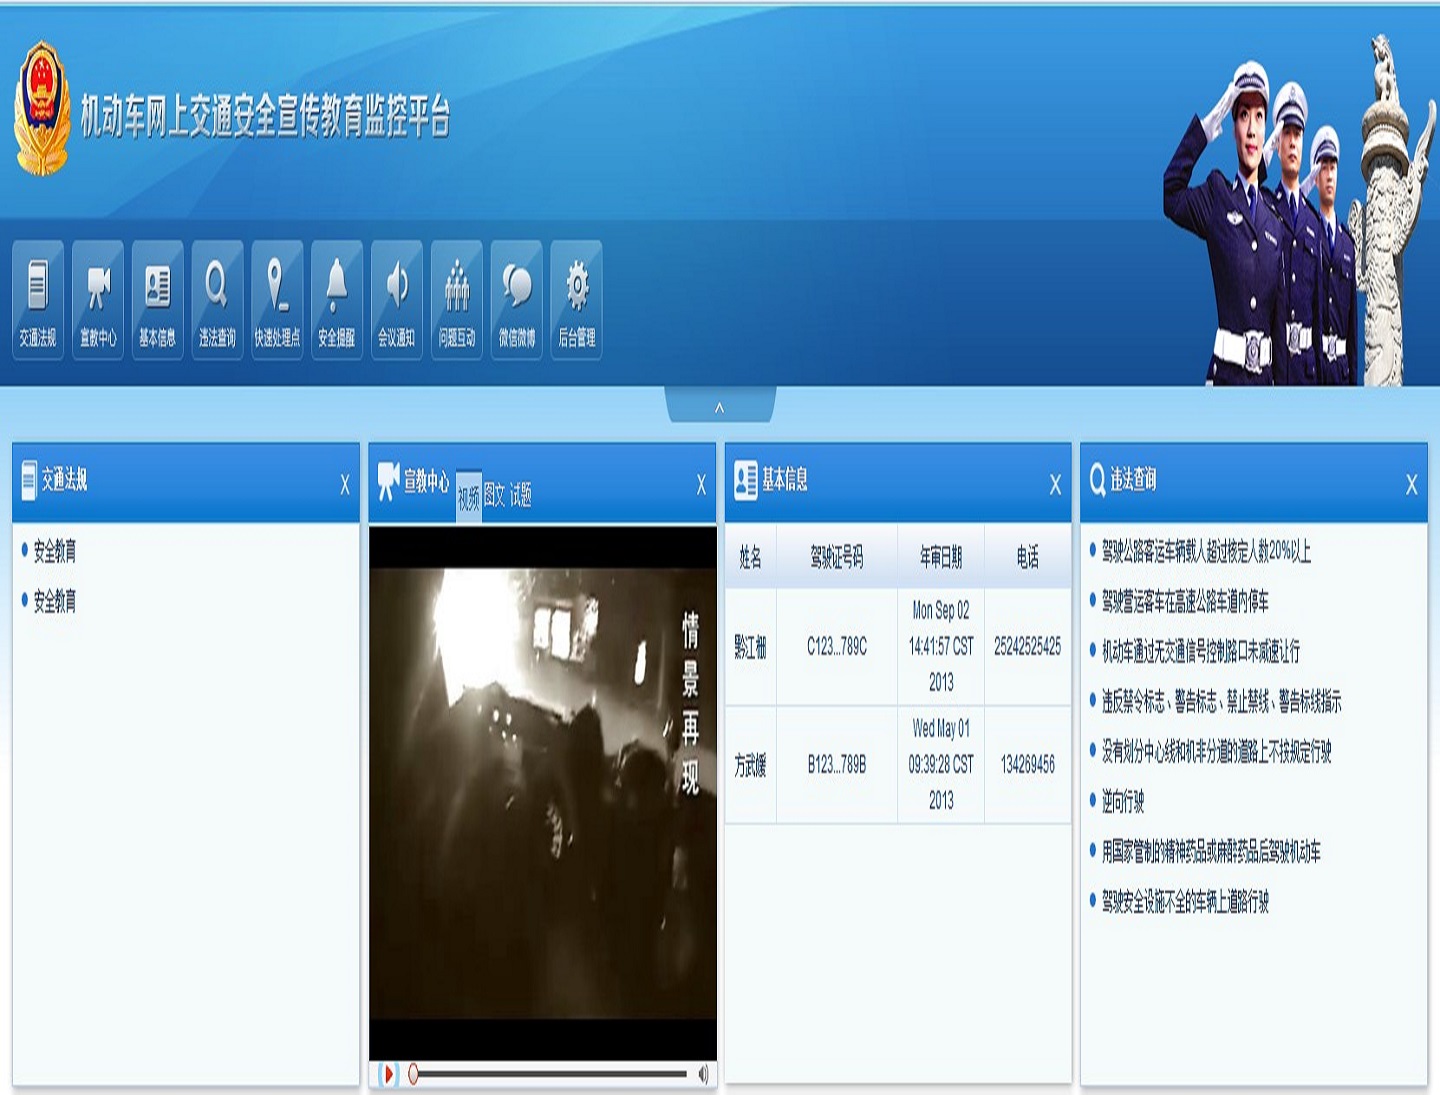 机动车网上交通安全宣传教育监控平台
交通法规 宣教中心 基本信息 违法查询 快速处理点 安全提醒 会议通知 问题互动 微信微博 后台管理
交通法规 X
安全教育
安全教育
宣教中心 视频 图文 试题 X
情景再现
基本信息 X
姓名 驾驶证号码 年审日期 电话
黔江栅 C123...789C Mon Sep 02 14:41:57 CST 2013 25242525425
方武媛 B123...789B Wed May 01 09:39:28 CST 2013 134269456
违法查询 X
驾驶公路客运车辆载人超过核定人数20%以上
驾驶营运客车在高速公路车道内停车
机动车通过无交通信号控制路口未减速让行
违反禁令标志、警告标志、禁止禁线、警告标线指示
没有划分中心线和机非分道的道路上不按规定行驶
逆向行驶
用国家管制的精神药品或麻醉药品后驾驶机动车
驾驶安全设施不全的车辆上道路行驶